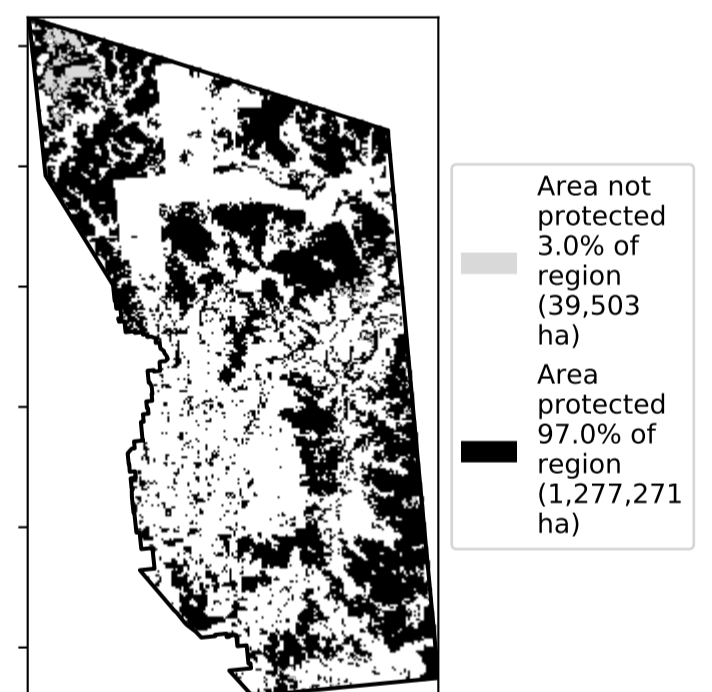 Area not
protected
3.0% of
region
(39,503
ha)
Area
protected
97.0% of
region
(1,277,271
ha)